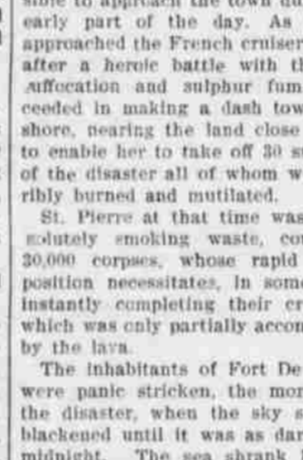 early part of the day. As
approached the French cruiser
after a heroic battle with th
suffocation and sulphur fum
ceeded in making a dash tow
shore, nearing the land close
to enable her to take off 30 su
of the disaster all of whom w
ribly burned and mutilated.
St. Pierre at that time was
solutely smoking waste, co
30,000 corpses, whose rapid
position necessitates, in some
instantly completing their cr
which was only partially accom
by the lava.
The inhabitants of Fort De
were panic stricken, the mor
the disaster, when the sky s
blackened until it was as dar
midnight. The sea shrank